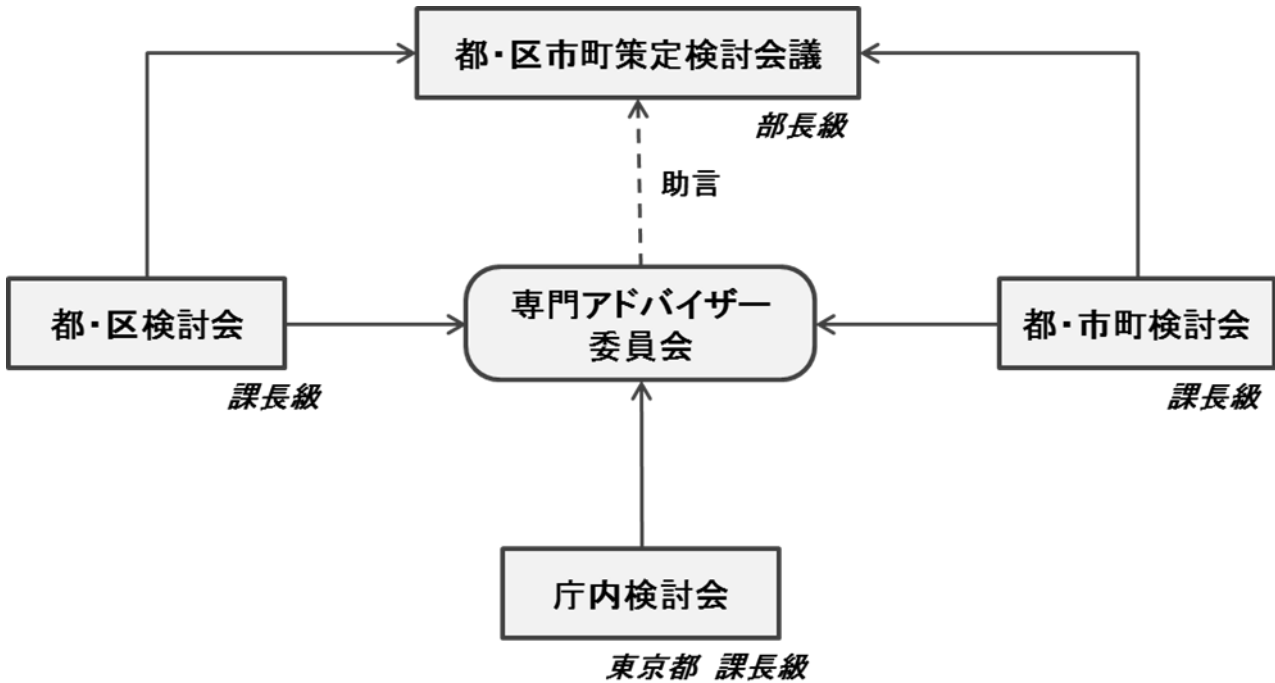 都・区市町策定検討会議
部長級
助言
都・区検討会
課長級
専門アドバイザー
委員会
都・市町検討会
課長級
庁内検討会
東京都 課長級